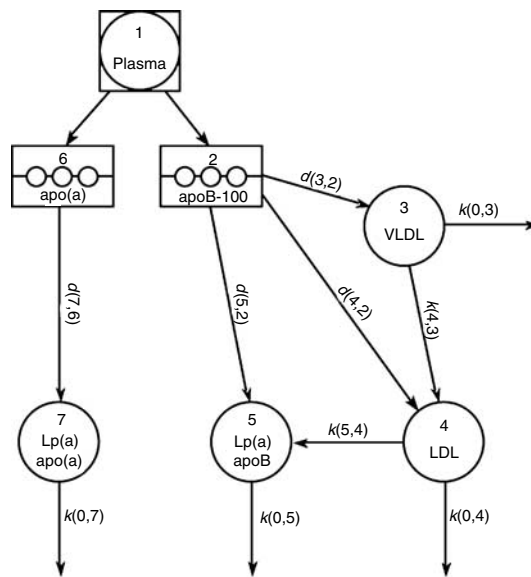 1
Plasma
6
apo(a)
2
apoB-100
d(3,2)
3
VLDL
k(0,3)
d(7,6)
d(5,2)
d(4,2)
k(4,3)
7
Lp(a)
apo(a)
5
Lp(a)
apoB
k(5,4)
4
LDL
k(0,7)
k(0,5)
k(0,4)